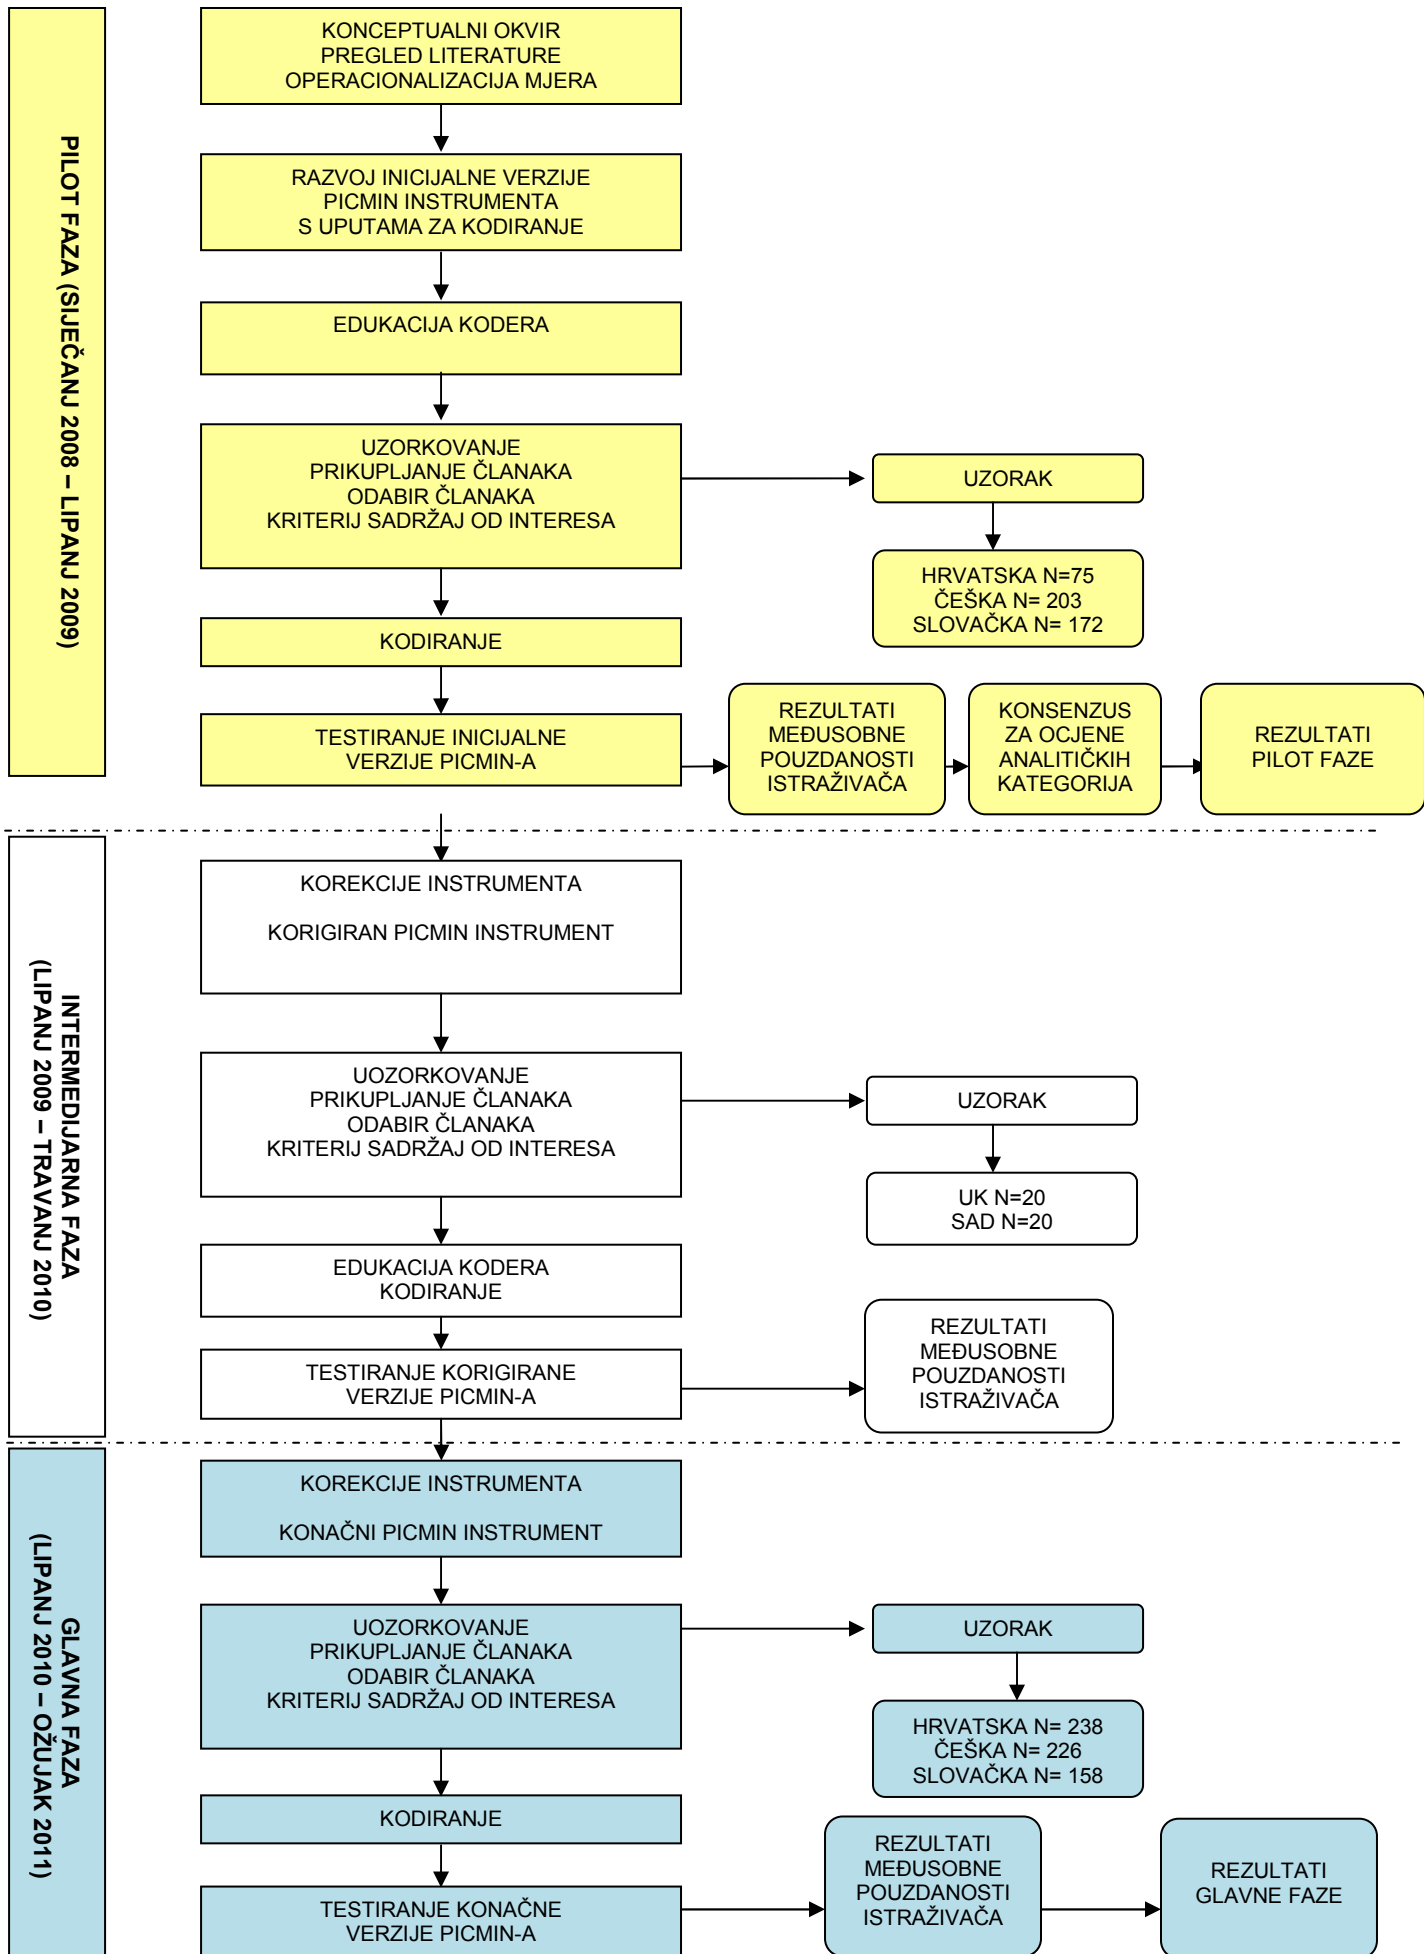 PILOT FAZA (SIJEČANJ 2008 – LIPANJ 2009)
KONCEPTUALNI OKVIR
PREGLED LITERATURE
OPERACIONALIZACIJA MJERA
RAZVOJ INICIJALNE VERZIJE
PICMIN INSTRUMENTA
S UPUTAMA ZA KODIRANJE
EDUKACIJA KODERA
UZORKOVANJE
PRIKUPLJANJE ČLANAKA
ODABIR ČLANAKA
KRITERIJ SADRŽAJ OD INTERESA
UZORAK
HRVATSKA N=75
ČEŠKA N= 203
SLOVAČKA N= 172
KODIRANJE
TESTIRANJE INICIJALNE
VERZIJE PICMIN-A
REZULTATI
MEĐUSOBNE
POUZDANOSTI
ISTRAŽIVAČA
KONSENZUS
ZA OCJENE
ANALITIČKIH
KATEGORIJA
REZULTATI
PILOT FAZE
INTERMEDIJARNA FAZA
(LIPANJ 2009 – TRAVANJ 2010)
KOREKCIJE INSTRUMENTA
KORIGIRAN PICMIN INSTRUMENT
UOZORKOVANJE
PRIKUPLJANJE ČLANAKA
ODABIR ČLANAKA
KRITERIJ SADRŽAJ OD INTERESA
UZORAK
UK N=20
SAD N=20
EDUKACIJA KODERA
KODIRANJE
TESTIRANJE KORIGIRANE
VERZIJE PICMIN-A
REZULTATI
MEĐUSOBNE
POUZDANOSTI
ISTRAŽIVAČA
GLAVNA FAZA
(LIPANJ 2010 – OŽUJAK 2011)
KOREKCIJE INSTRUMENTA
KONAČNI PICMIN INSTRUMENT
UOZORKOVANJE
PRIKUPLJANJE ČLANAKA
ODABIR ČLANAKA
KRITERIJ SADRŽAJ OD INTERESA
UZORAK
HRVATSKA N= 238
ČEŠKA N= 226
SLOVAČKA N= 158
KODIRANJE
TESTIRANJE KONAČNE
VERZIJE PICMIN-A
REZULTATI
MEĐUSOBNE
POUZDANOSTI
ISTRAŽIVAČA
REZULTATI
GLAVNE FAZE